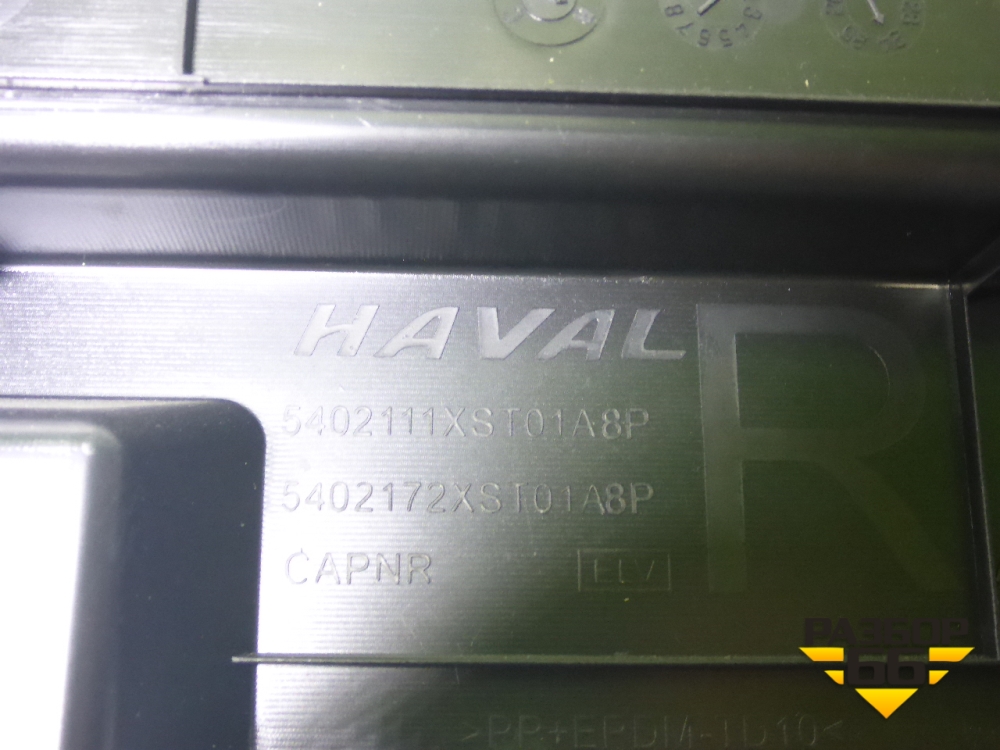 HAVAL
R
5402111XST01A8P
5402172XST01A8P
CAPNR
ELV
РАЗБОР
66
>PP+EPDM-TD10<